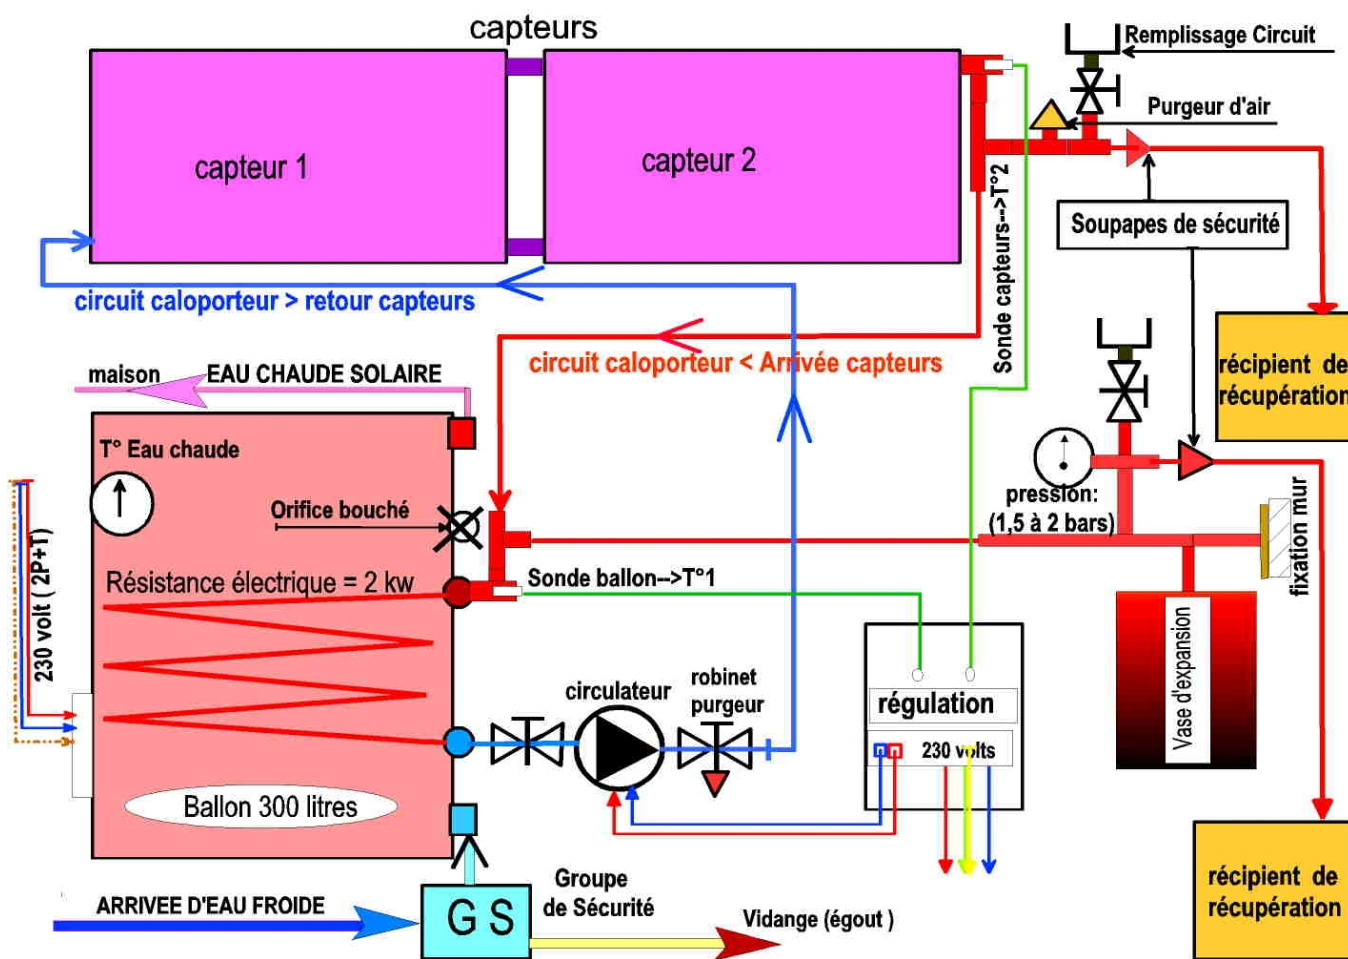 capteurs
Remplissage Circuit
Purgeur d'air
capteur 1
capteur 2
Sonde capteurs-->T°2
Soupapes de sécurité
circuit caloporteur > retour capteurs
circuit caloporteur < Arrivée capteurs
récipient de
récupération
maison
EAU CHAUDE SOLAIRE
T° Eau chaude
Orifice bouché
pression:
(1,5 à 2 bars)
fixation mur
230 volt ( 2P+T)
Résistance électrique = 2 kw
Sonde ballon-->T°1
Vase d'expansion
circulateur
robinet
purgeur
régulation
230 volts
Ballon 300 litres
ARRIVEE D'EAU FROIDE
G S
Groupe
de Sécurité
Vidange (égout )
récipient de
récupération